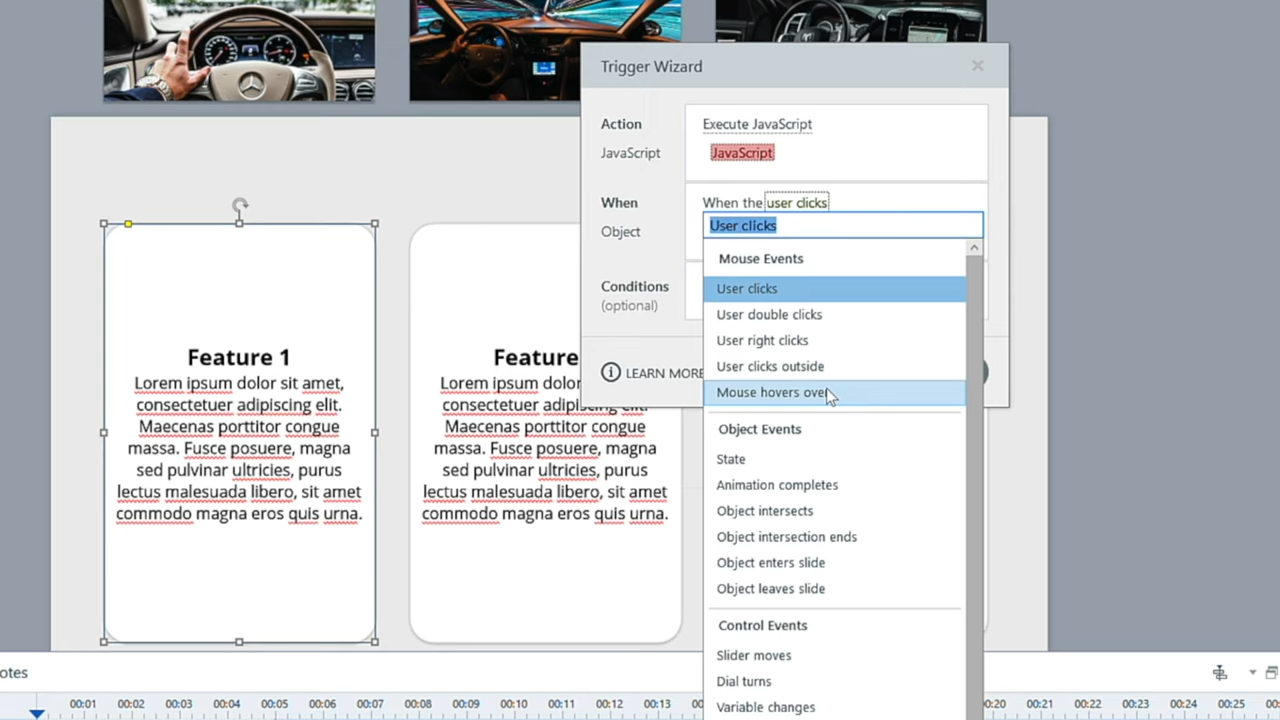 Trigger Wizard
Action
Execute JavaScript
JavaScript
JavaScript
When
When the user clicks
Object
User clicks
Mouse Events
Conditions
(optional)
User clicks
User double clicks
User right clicks
User clicks outside
LEARN MORE
Mouse hovers over
Object Events
State
Animation completes
Object intersects
Object intersection ends
Object enters slide
Object leaves slide
Control Events
Slider moves
Dial turns
Variable changes
Feature 1
Lorem ipsum dolor sit amet,
consectetuer adipiscing elit.
Maecenas porttitor congue
massa. Fusce posuere, magna
sed pulvinar ultricies, purus
lectus malesuada libero, sit amet
commodo magna eros quis urna.
Feature
Lorem ipsum dolor sit amet,
consectetuer adipiscing elit.
Maecenas porttitor congue
massa. Fusce posuere, magna
sed pulvinar ultricies, purus
lectus malesuada libero, sit amet
commodo magna eros quis urna.
otes
00:01 00:02 00:03 00:04 00:05 00:06 00:07 00:08 00:09 00:10 00:11 00:12 00:13 00:20 00:21 00:22 00:23 00:24 00:25